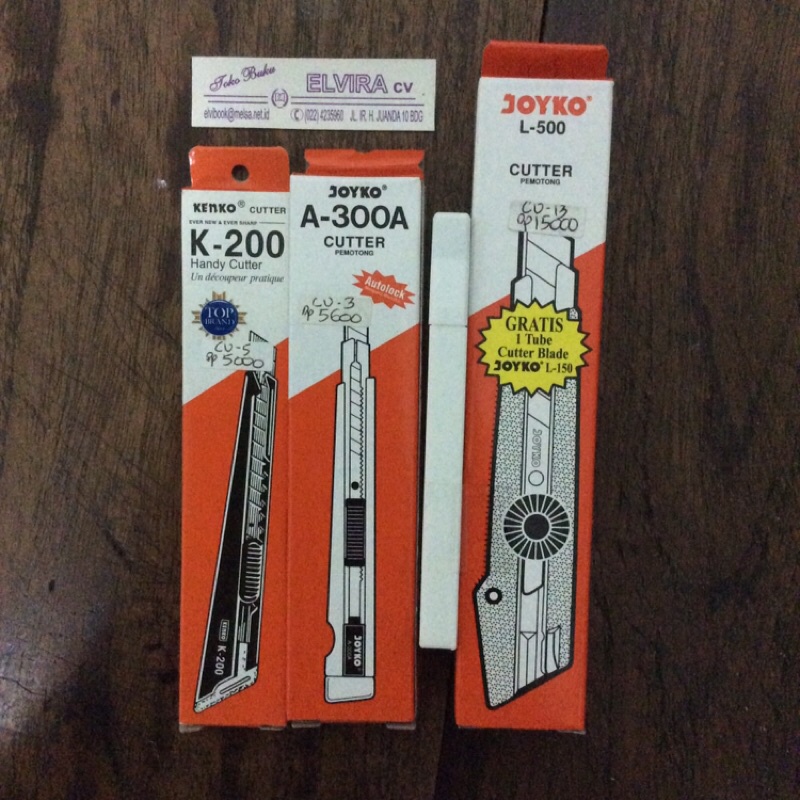 Toko Buku ELVIRA CV
elvibook@melsa.net.id (022) 4235960 JL. IR. H. JUANDA 10 BDG
KENKO® CUTTER
EVER NEW & EVER SHARP
K-200
Handy Cutter
Un découpeur pratique
TOP
BRAND
CU-5
Rp 5000
KENKO K-200
JOYKO®
A-300A
CUTTER
PEMOTONG
Autolock
CU-3
Rp 5600
JOYKO
A-300A
JOYKO®
L-500
CUTTER
PEMOTONG
CU-13
Rp 15000
GRATIS
1 Tube
Cutter Blade
JOYKO® L-150
JOYKO